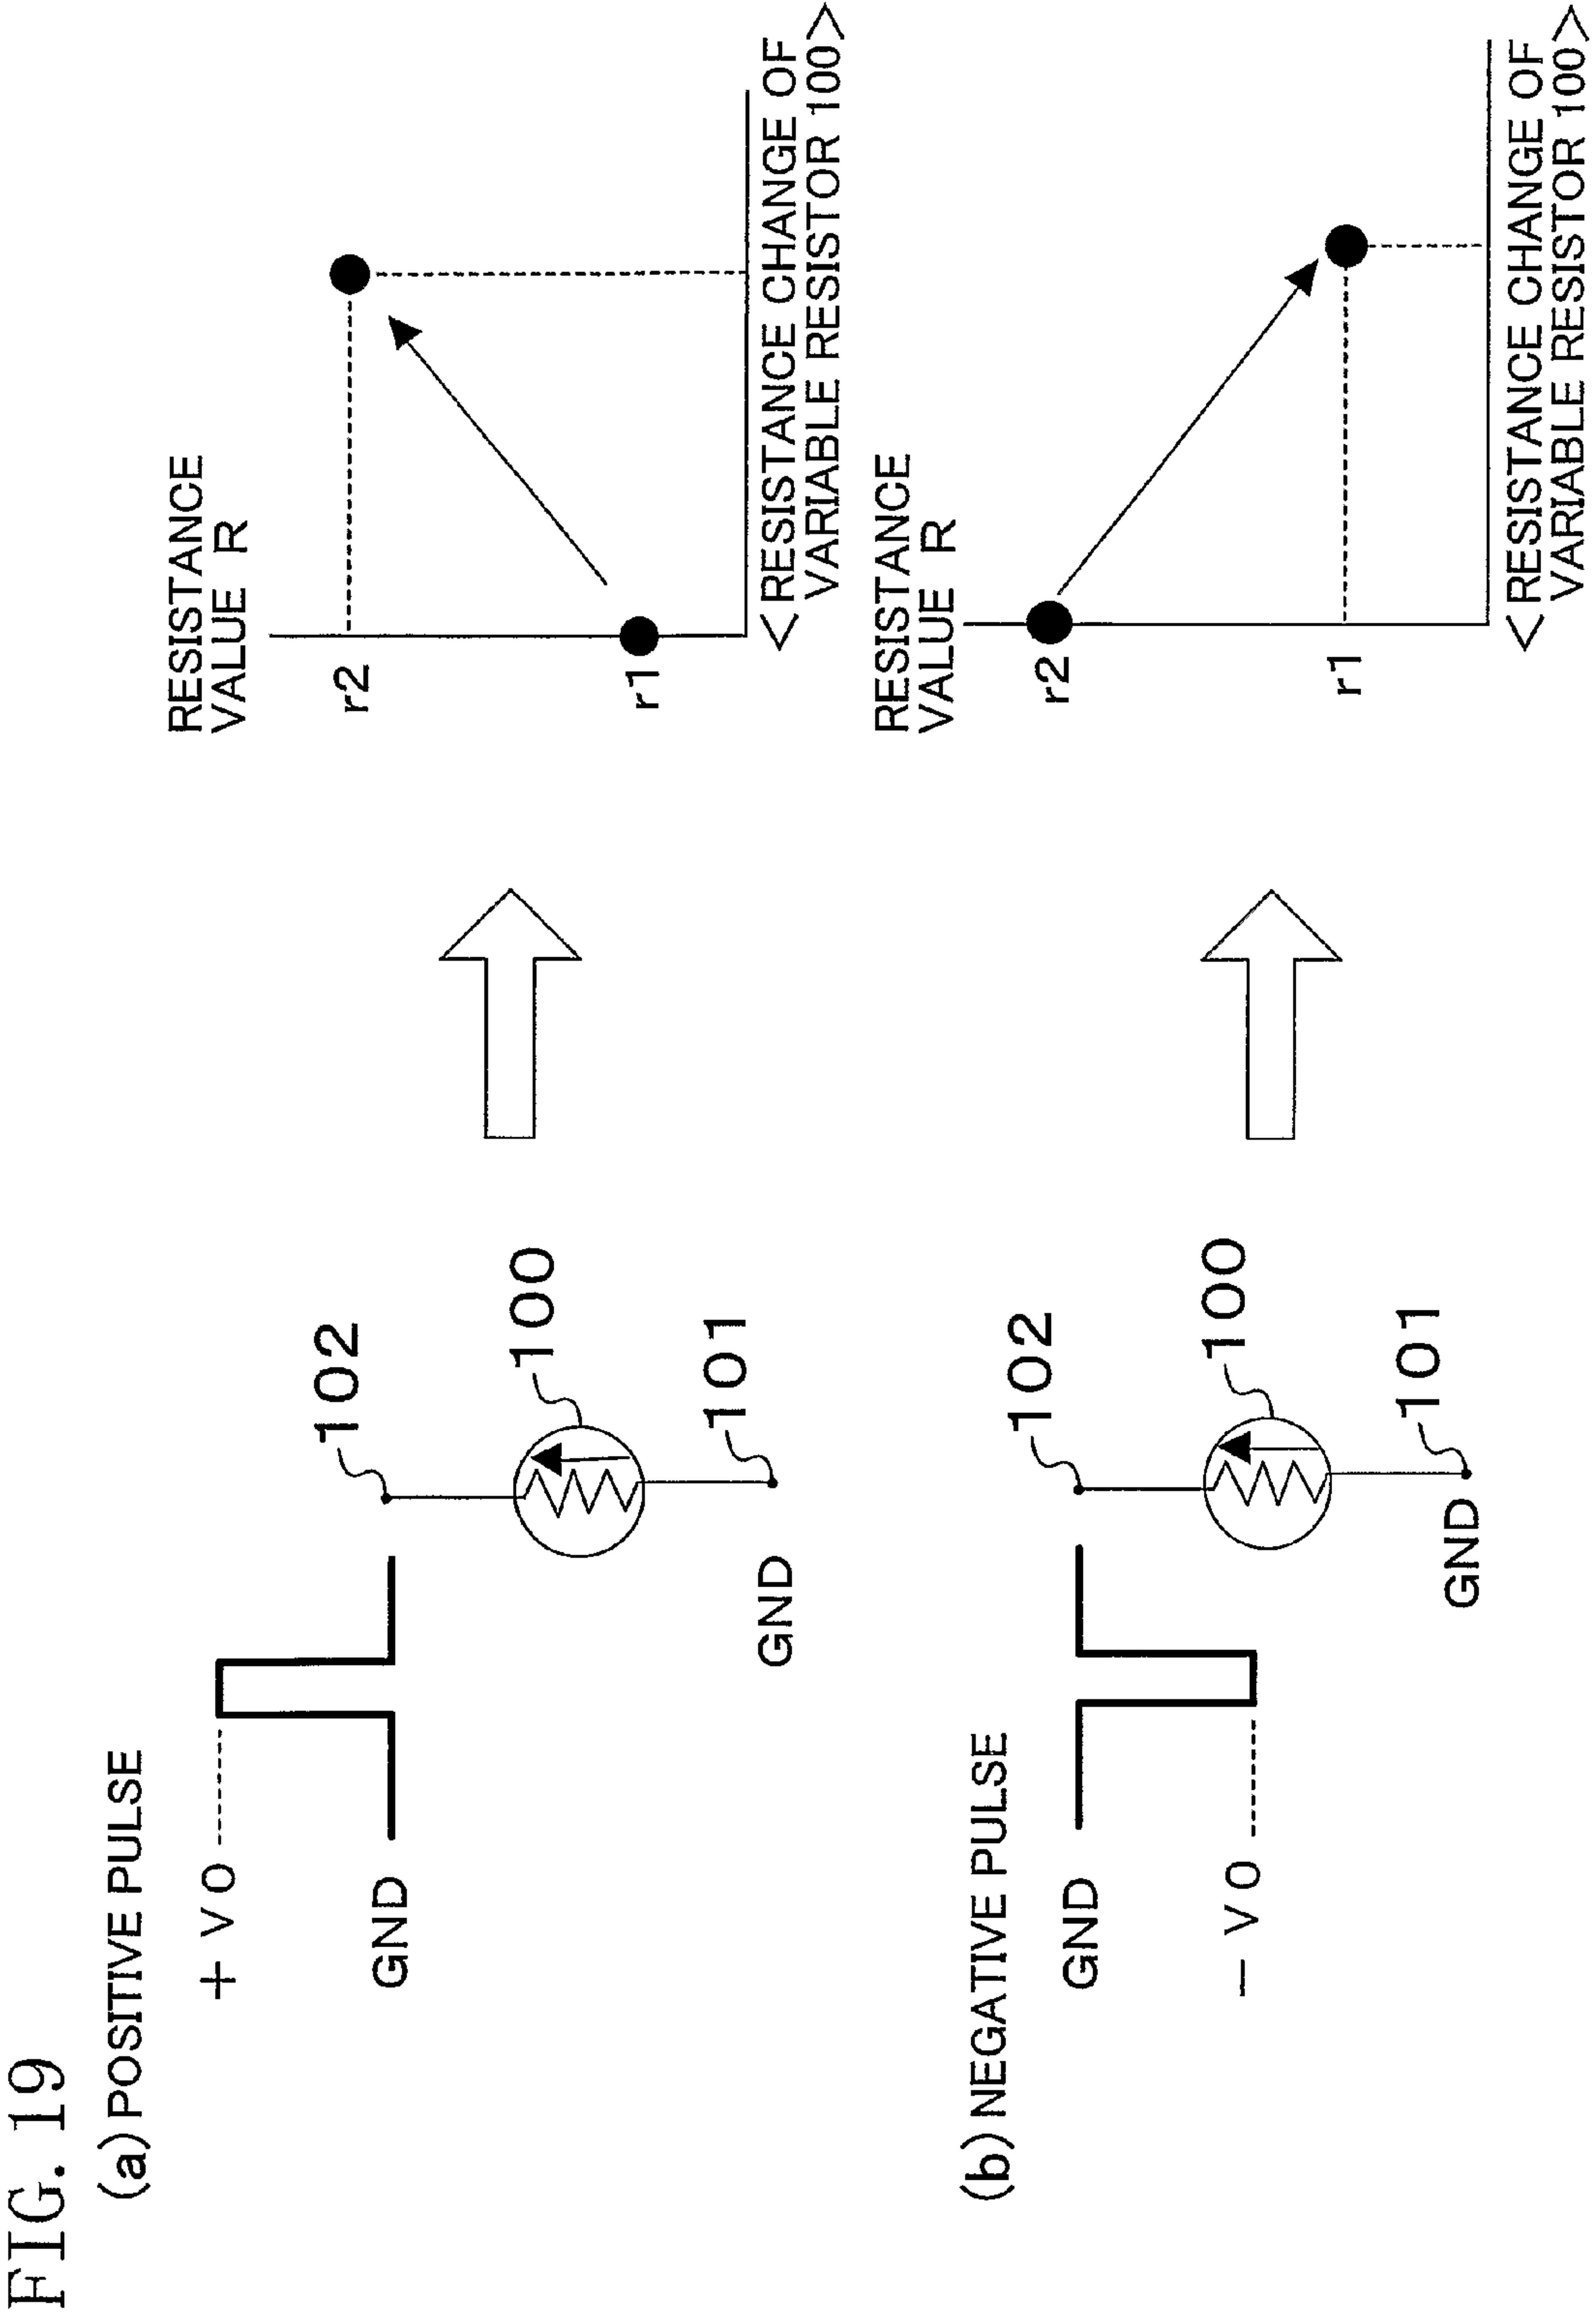 FIG. 19
(a) POSITIVE PULSE
+V0
GND
102
100
101
GND
RESISTANCE
VALUE R
r2
r1
<RESISTANCE CHANGE OF
VARIABLE RESISTOR 100>
(b) NEGATIVE PULSE
GND
-V0
102
100
101
GND
RESISTANCE
VALUE R
r2
r1
<RESISTANCE CHANGE OF
VARIABLE RESISTOR 100>